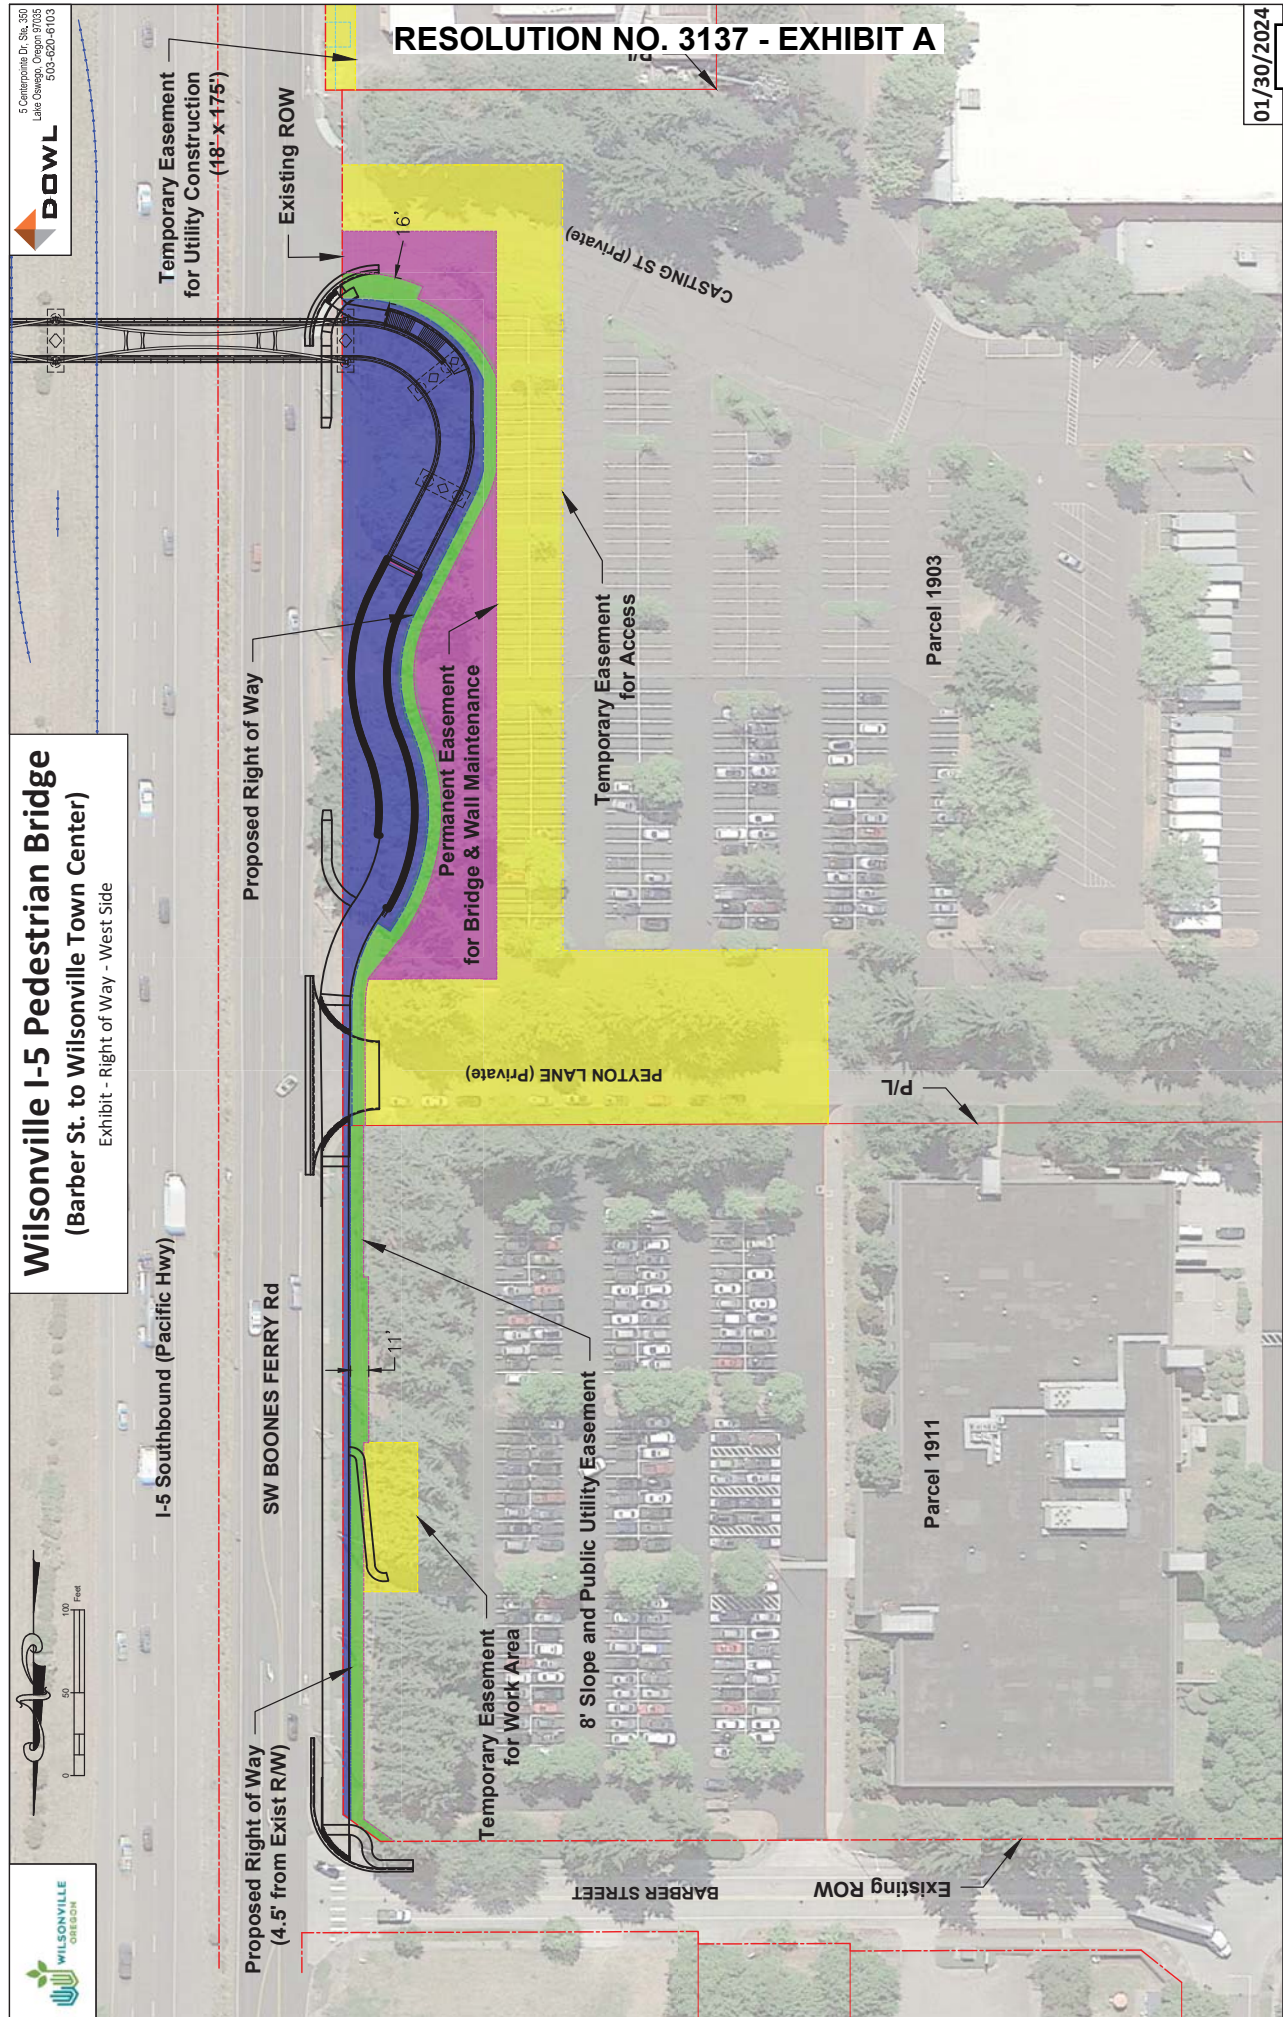 RESOLUTION NO. 3137 - EXHIBIT A
WILSONVILLE
OREGON
Wilsonville I-5 Pedestrian Bridge
(Barber St. to Wilsonville Town Center)
Exhibit - Right of Way - West Side
DOWL
5 Centerpointe Dr, Ste. 350
Lake Oswego, Oregon 97035
503-620-6103
0
50
100
Feet
I-5 Southbound (Pacific Hwy)
SW BOONES FERRY Rd
Proposed Right of Way
(4.5' from Exist R/W)
Proposed Right of Way
Temporary Easement
for Utility Construction
(18' x 175')
Existing ROW
16'
11'
P/L
CASTING ST (Private)
Permanent Easement
for Bridge & Wall Maintenance
Temporary Easement
for Access
PEYTON LANE (Private)
P/L
Temporary Easement
for Work Area
8' Slope and Public Utility Easement
Parcel 1903
Parcel 1911
BARBER STREET
Existing ROW
01/30/2024